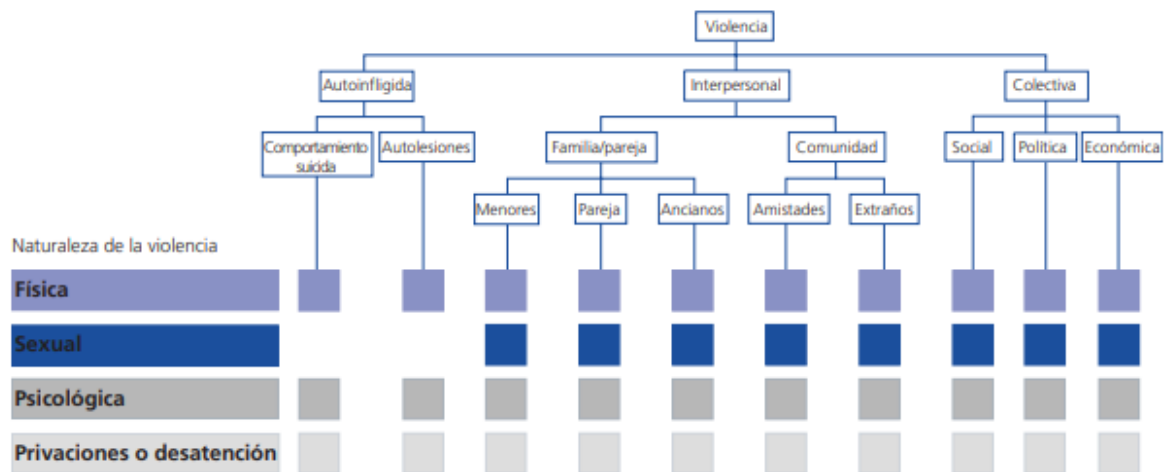 Violencia
Autoinfligida
Interpersonal
Colectiva
Comportamiento
suicida
Autolesiones
Familia/pareja
Comunidad
Social
Política
Económica
Menores
Pareja
Ancianos
Amistades
Extraños
Naturaleza de la violencia
Física
Sexual
Psicológica
Privaciones o desatención